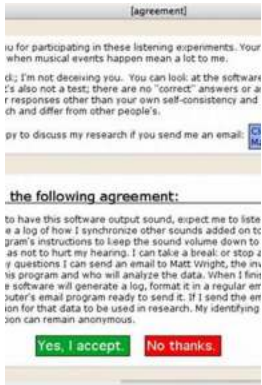 [agreement]
ou for participating in these listening experiments. Your
when musical events happen mean a lot to me.
ck; I'm not deceiving you. You can look at the software
t's also not a test; there are no "correct" answers or a
r responses other than your own self-consistency and
ch and differ from other people's.
py to discuss my research if you send me an email:
the following agreement:
to have this software output sound, expect me to liste
e a log of how I synchronize other sounds added on to
gram's instructions to keep the sound volume down to
as not to hurt my hearing. I can take a break or stop a
y questions I can send an email to Matt Wright, the inv
nis program and who will analyze the data. When I finis
e software will generate a log, format it in a regular em
puter's email program ready to send it. If I send the em
ion for that data to be used in research. My identifying
oon can remain anonymous.
Yes, I accept.
No thanks.